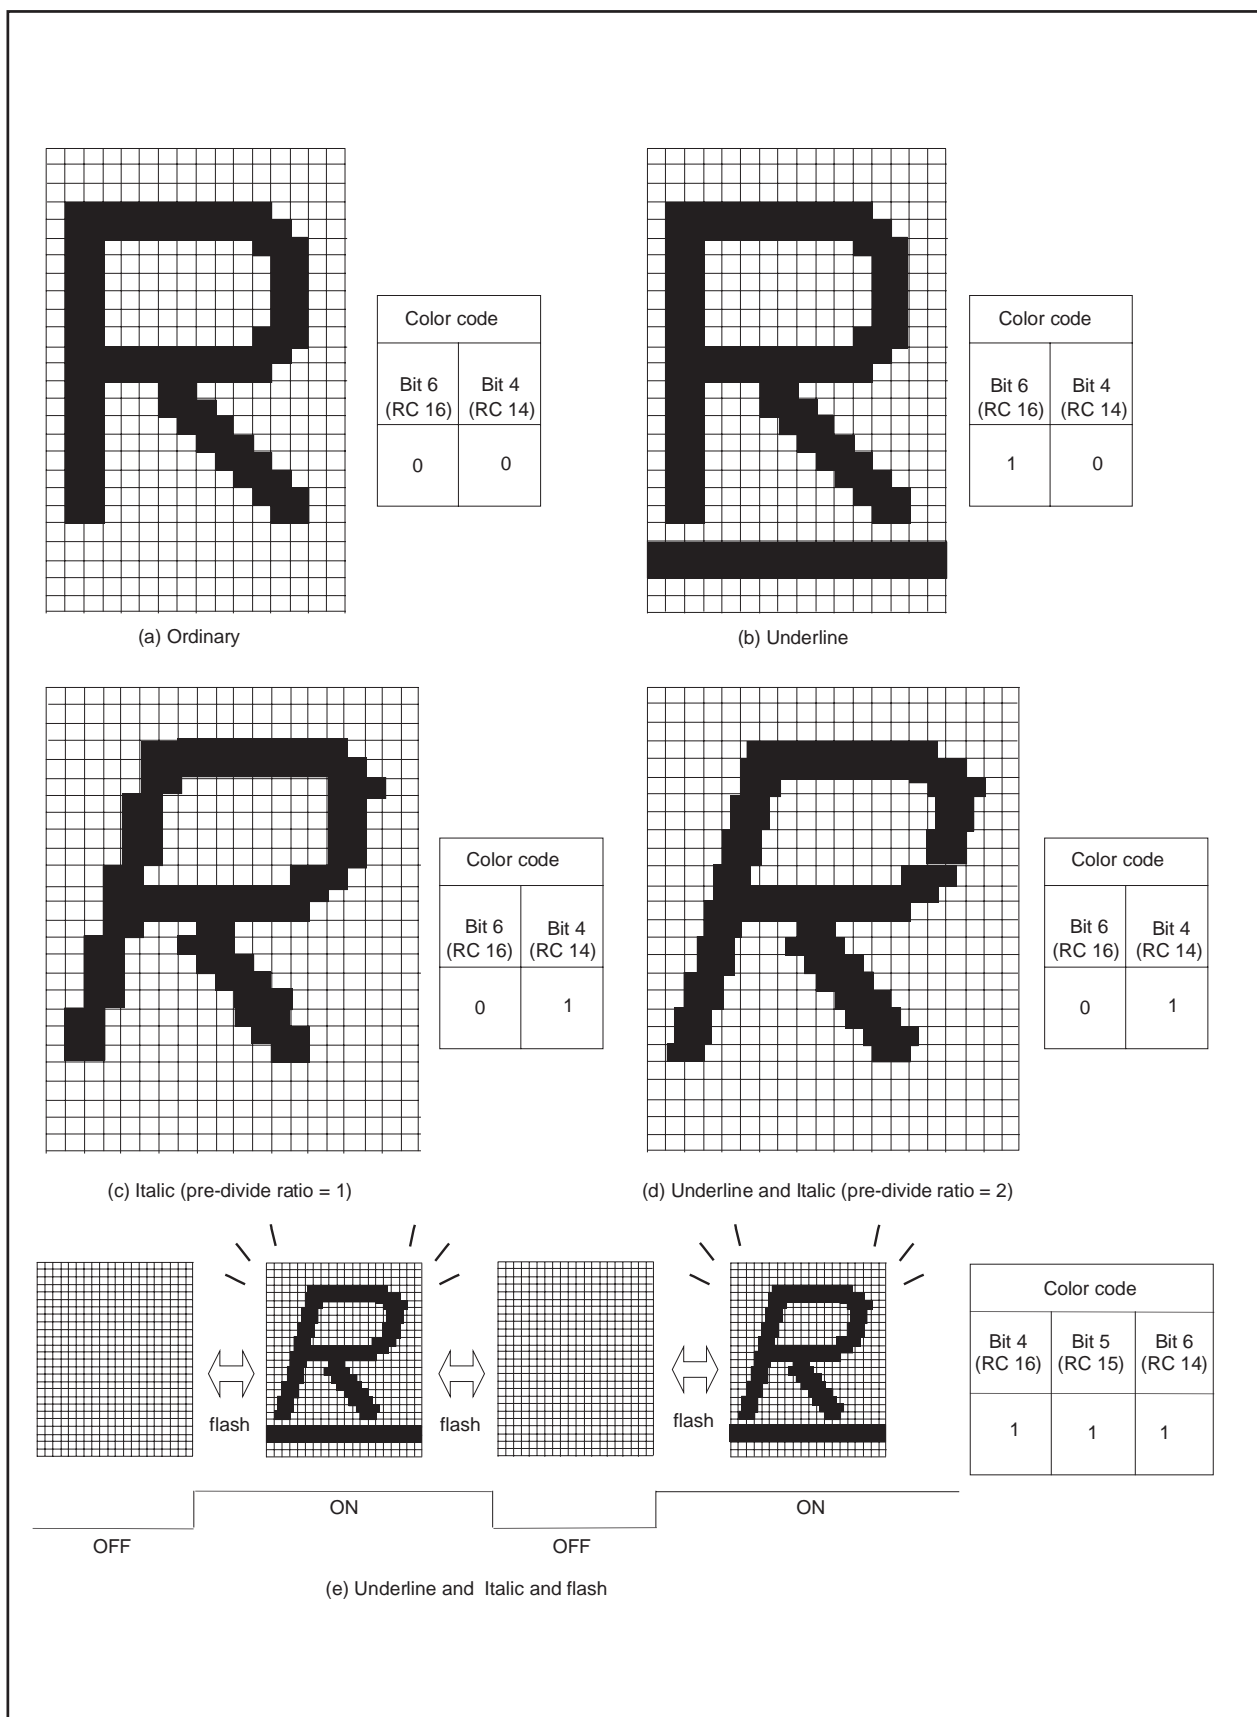 Color code
Bit 6 Bit 4
(RC 16) (RC 14)
0 0
(a) Ordinary
Color code
Bit 6 Bit 4
(RC 16) (RC 14)
1 0
(b) Underline
Color code
Bit 6 Bit 4
(RC 16) (RC 14)
0 1
(c) Italic (pre-divide ratio = 1)
Color code
Bit 6 Bit 4
(RC 16) (RC 14)
0 1
(d) Underline and Italic (pre-divide ratio = 2)
flash flash flash
Color code
Bit 4 Bit 5 Bit 6
(RC 16) (RC 15) (RC 14)
1 1 1
ON ON
OFF OFF
(e) Underline and Italic and flash